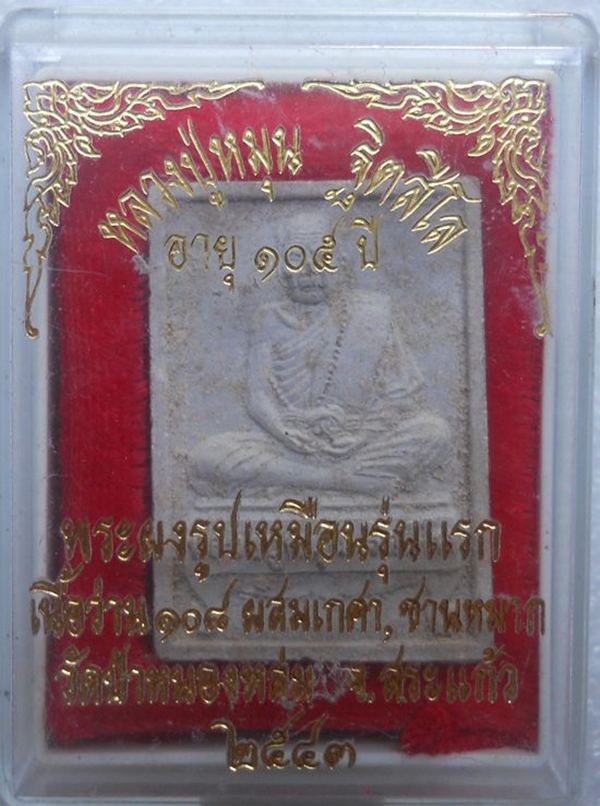 หลวงปู่หมุน ฐิตสีโล
อายุ ๑๐๕ ปี
พระผงรูปเหมือนรุ่นแรก
เนื้อว่าน ๑๐๘ ผสมเกศา, ชานหมาก
วัดป่าหนองหล่ม จ.สระแก้ว
๒๕๔๓